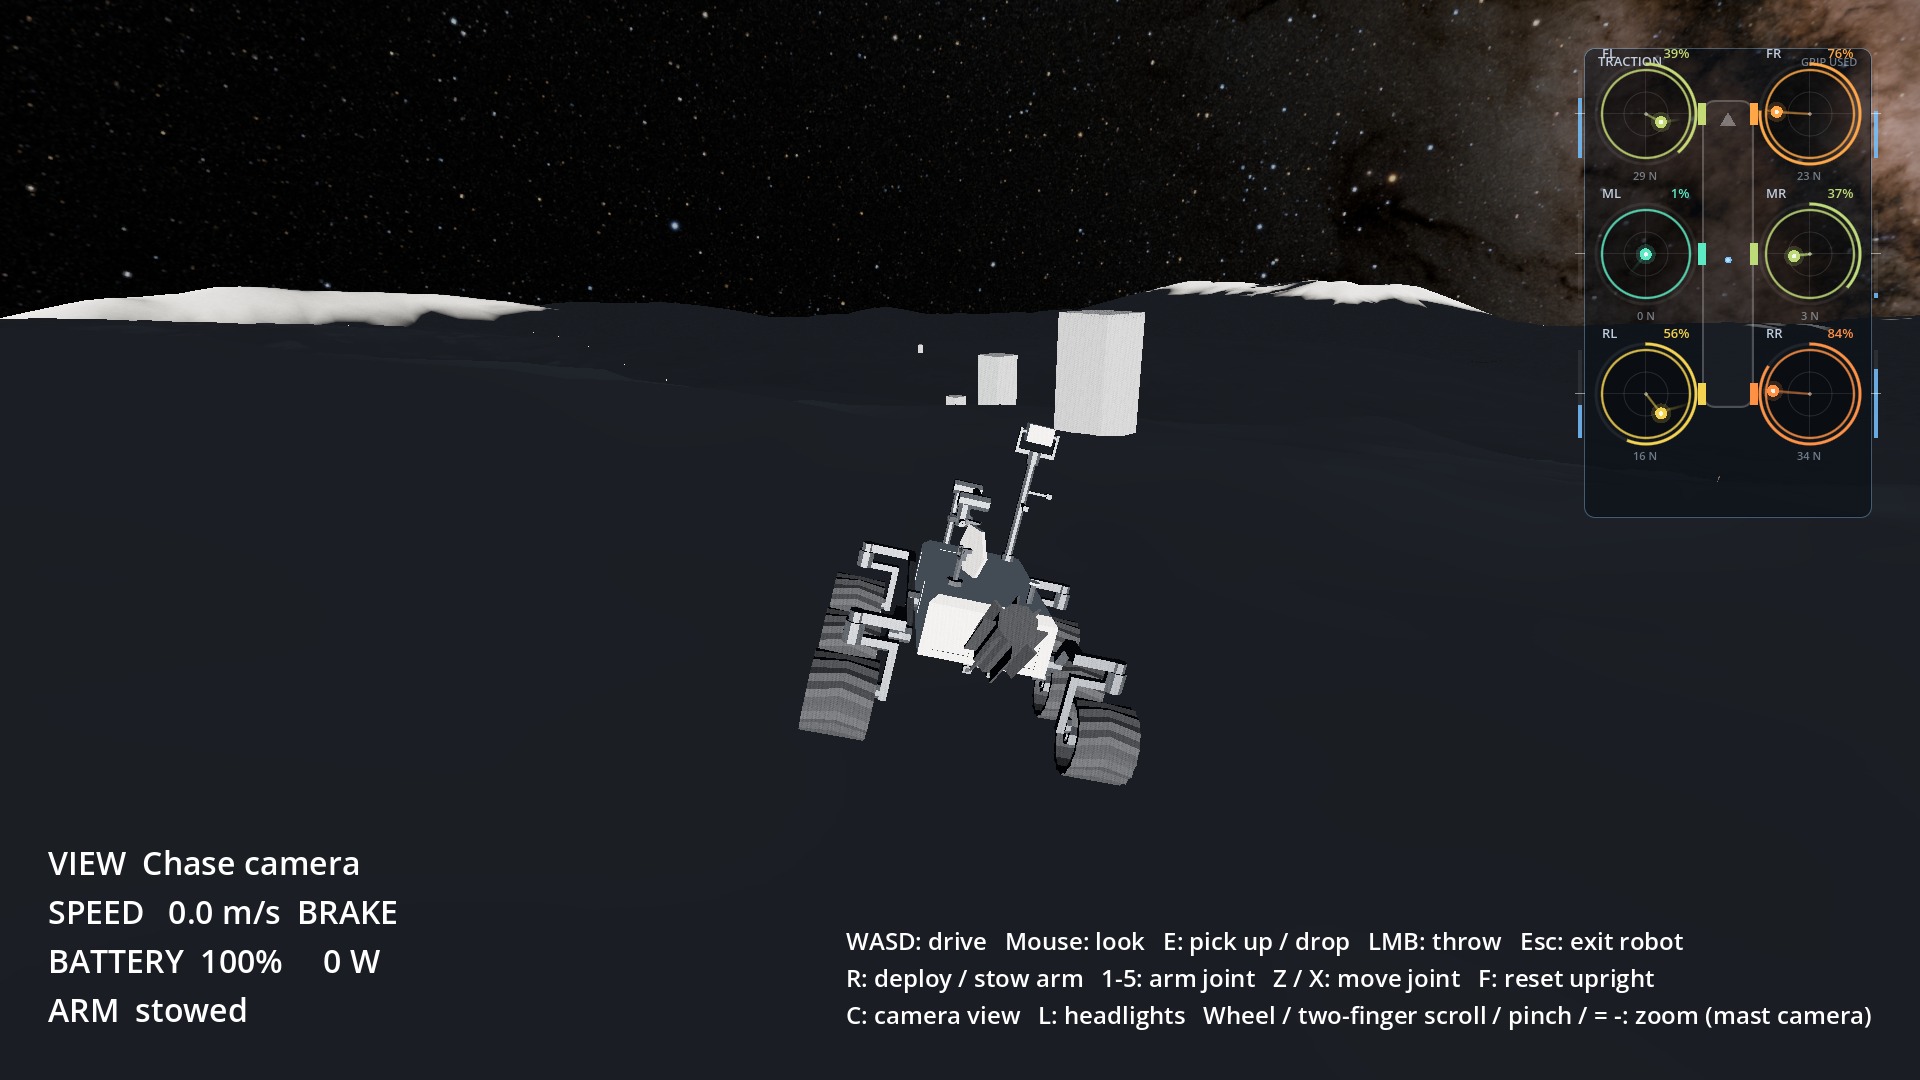 FL 39% FR 76%
TRACTION GRIP USED
29 N 23 N
ML 1% MR 37%
0 N 3 N
RL 56% RR 84%
16 N 34 N
VIEW Chase camera
SPEED 0.0 m/s BRAKE
BATTERY 100% 0 W
ARM stowed
WASD: drive Mouse: look E: pick up / drop LMB: throw Esc: exit robot
R: deploy / stow arm 1-5: arm joint Z / X: move joint F: reset upright
C: camera view L: headlights Wheel / two-finger scroll / pinch / = -: zoom (mast camera)